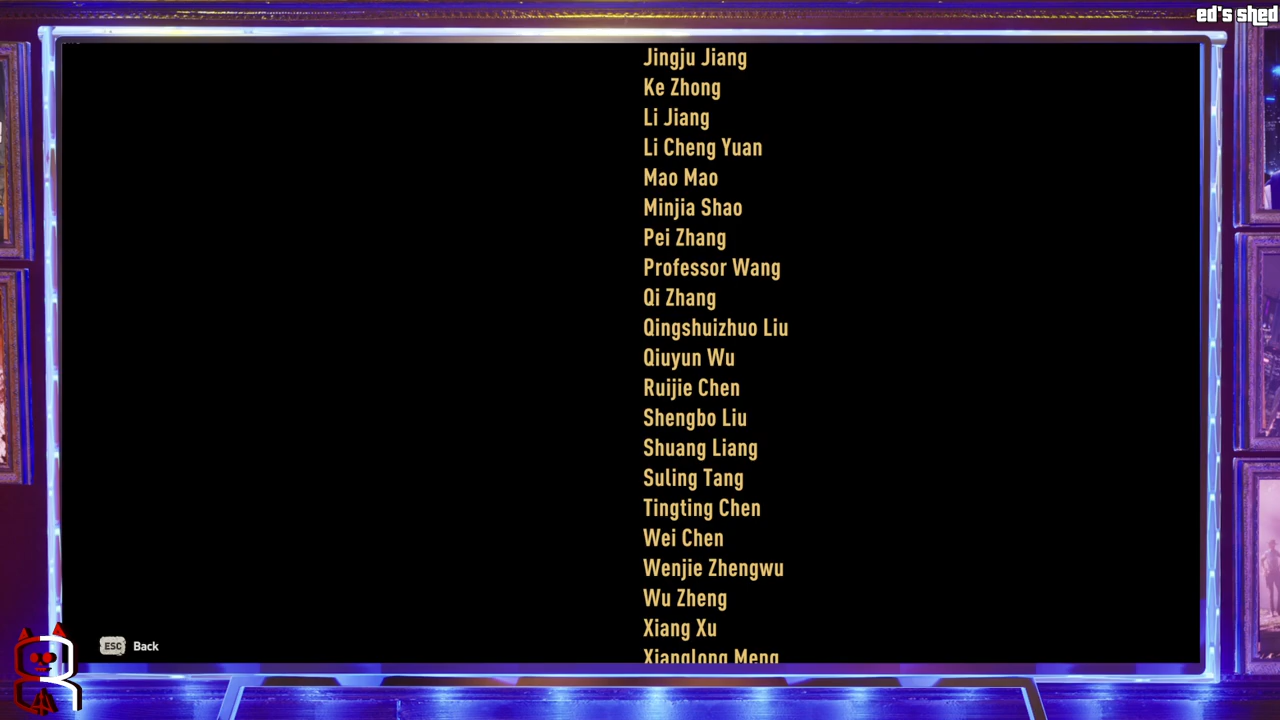 ed's shed
Jingju Jiang
Ke Zhong
Li Jiang
Li Cheng Yuan
Mao Mao
Minjia Shao
Pei Zhang
Professor Wang
Qi Zhang
Qingshuizhuo Liu
Qiuyun Wu
Ruijie Chen
Shengbo Liu
Shuang Liang
Suling Tang
Tingting Chen
Wei Chen
Wenjie Zhengwu
Wu Zheng
Xiang Xu
Xianglong Meng
ESC Back